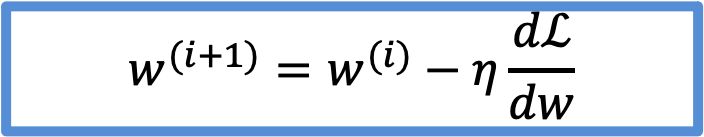 w^(i+1) = w^(i) − η dℒ/dw